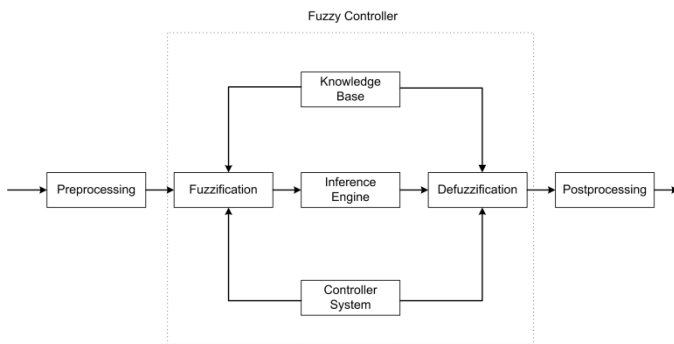 Fuzzy Controller
Knowledge
Base
Preprocessing
Fuzzification
Inference
Engine
Defuzzification
Postprocessing
Controller
System